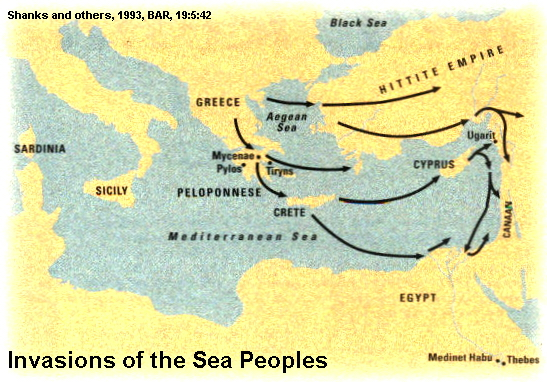 Shanks and others, 1993, BAR, 19:5:42
Black Sea
HITTITE EMPIRE
GREECE
Aegean
Sea
Ugarit
SARDINIA
Mycenae
Pylos
Tiryns
CYPRUS
SICILY
PELOPONNESE
CRETE
CANAAN
Mediterranean Sea
EGYPT
Medinet Habu
Thebes
Invasions of the Sea Peoples